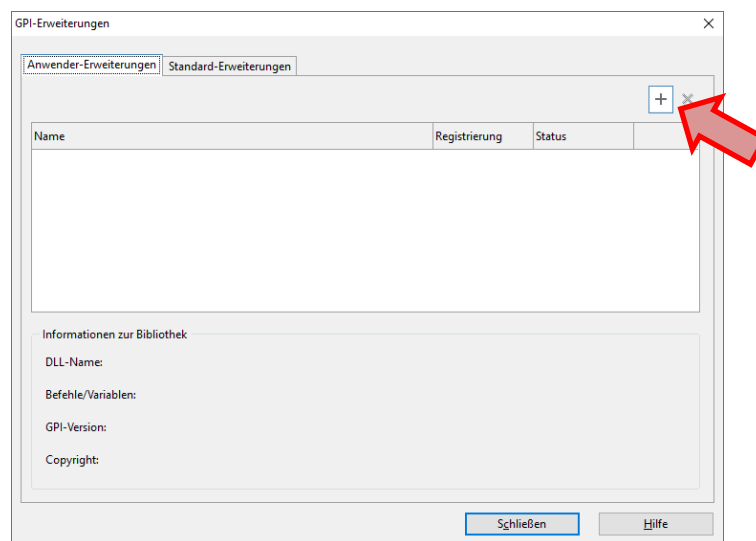 GPI-Erweiterungen
Anwender-Erweiterungen Standard-Erweiterungen
Name Registrierung Status
Informationen zur Bibliothek
DLL-Name:
Befehle/Variablen:
GPI-Version:
Copyright:
Schließen Hilfe